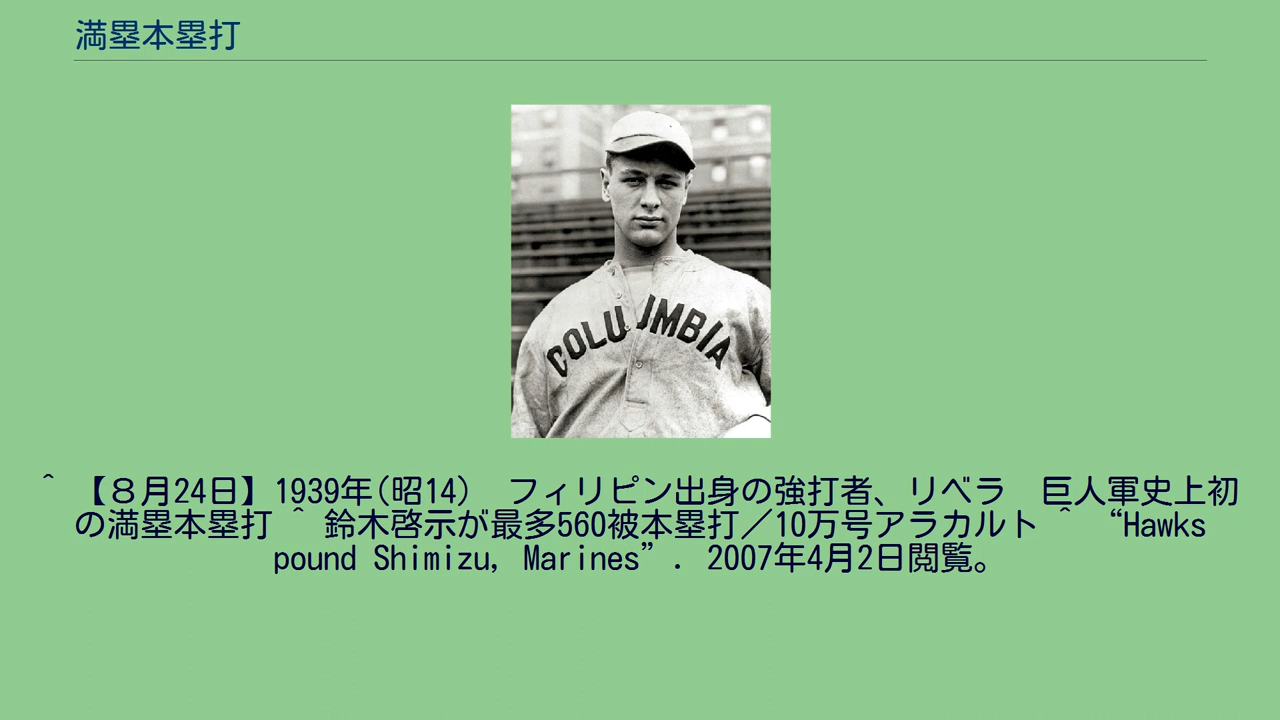 満塁本塁打
COLUMBIA
^ 【８月24日】1939年(昭14)　フィリピン出身の強打者、リベラ　巨人軍史上初
の満塁本塁打 ^ 鈴木啓示が最多560被本塁打／10万号アラカルト ^ “Hawks
pound Shimizu, Marines”. 2007年4月2日閲覧。